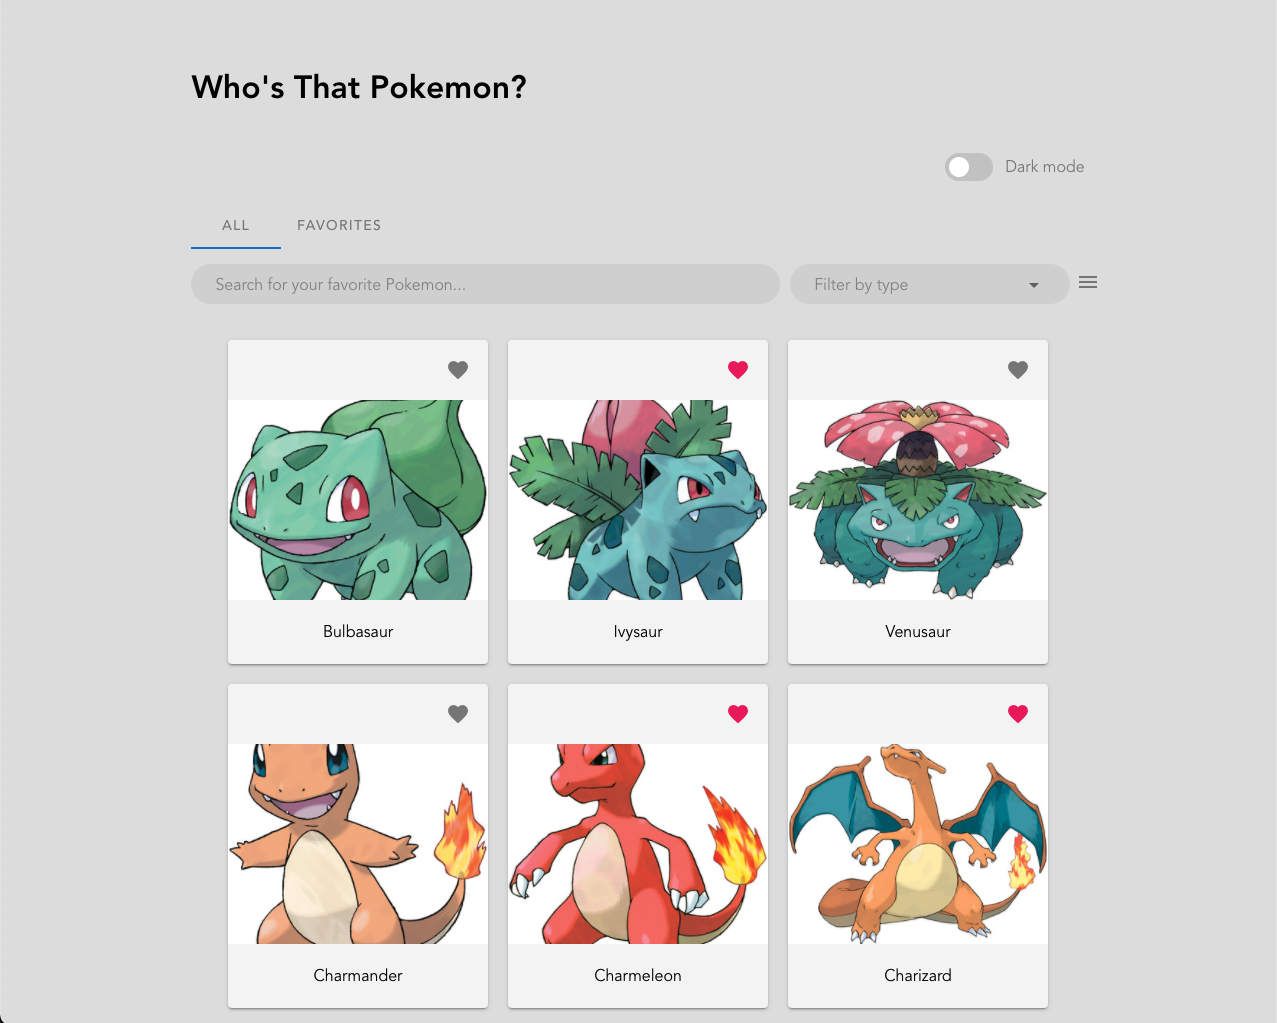 Who's That Pokemon?
Dark mode
ALL FAVORITES
Search for your favorite Pokemon... Filter by type
Bulbasaur Ivysaur Venusaur
Charmander Charmeleon Charizard